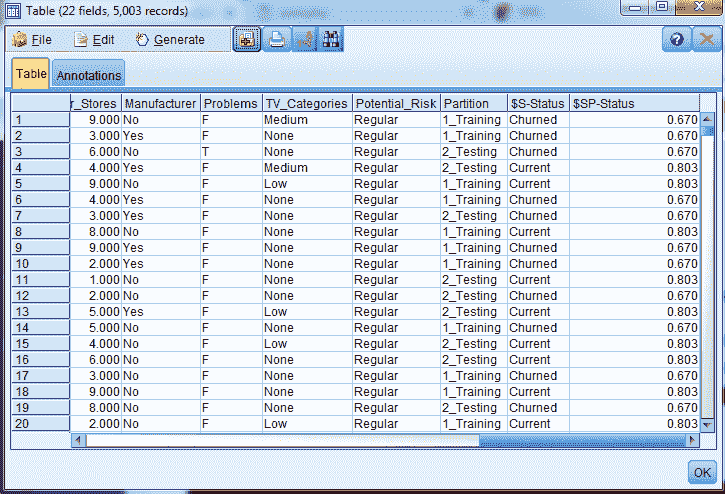 Table (22 fields, 5,003 records)
File Edit Generate
Table Annotations
r_Stores Manufacturer Problems TV_Categories Potential_Risk Partition $S-Status $SP-Status
1 9.000 No F Medium Regular 1_Training Churned 0.670
2 3.000 Yes F None Regular 1_Training Churned 0.670
3 6.000 No T None Regular 2_Testing Churned 0.670
4 4.000 Yes F Medium Regular 2_Testing Current 0.803
5 9.000 No F Low Regular 1_Training Current 0.803
6 4.000 Yes F None Regular 1_Training Churned 0.670
7 3.000 Yes F None Regular 2_Testing Churned 0.670
8 8.000 No F None Regular 1_Training Current 0.803
9 9.000 Yes F None Regular 1_Training Churned 0.670
10 2.000 Yes F None Regular 1_Training Churned 0.670
11 1.000 No F None Regular 2_Testing Current 0.803
12 2.000 No F None Regular 2_Testing Churned 0.670
13 5.000 Yes F Low Regular 2_Testing Current 0.803
14 5.000 No F None Regular 1_Training Churned 0.670
15 4.000 No F Low Regular 2_Testing Current 0.803
16 6.000 No F None Regular 2_Testing Current 0.803
17 3.000 No F None Regular 1_Training Churned 0.670
18 9.000 No F None Regular 1_Training Current 0.803
19 8.000 No F None Regular 2_Testing Churned 0.670
20 2.000 No F Low Regular 1_Training Current 0.803
OK